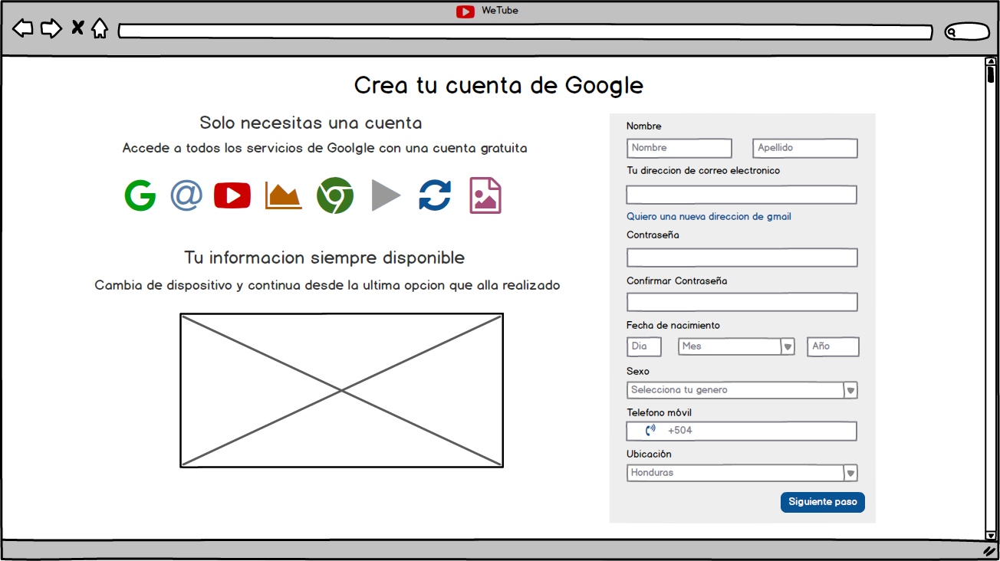 WeTube
Crea tu cuenta de Google
Solo necesitas una cuenta
Accede a todos los servicios de Goolgle con una cuenta gratuita
Tu informacion siempre disponible
Cambia de dispositivo y continua desde la ultima opcion que alla realizado
Nombre
Nombre Apellido
Tu direccion de correo electronico
Quiero una nueva direccion de gmail
Contraseña
Confirmar Contraseña
Fecha de nacimiento
Dia Mes Año
Sexo
Selecciona tu genero
Telefono móvil
+504
Ubicación
Honduras
Siguiente paso